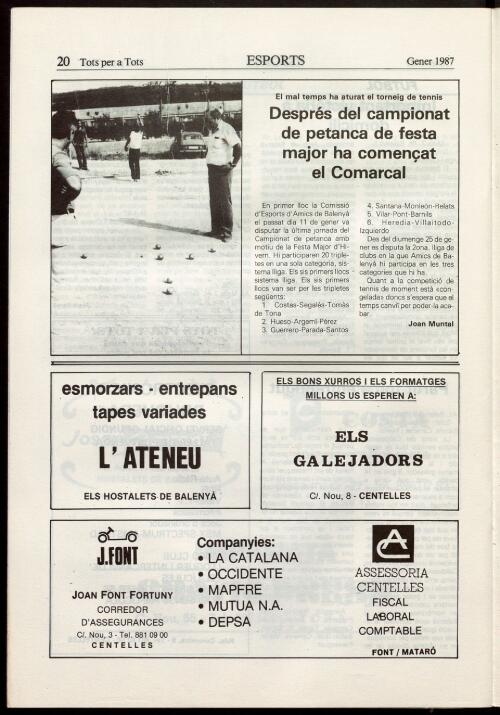 20 Tots per a Tots
ESPORTS
Gener 1987
El mal temps ha aturat el torneig de tennis
Després del campionat
de petanca de festa
major ha començat
el Comarcal
En primer lloc la Comissió
d'Esports d'Amics de Balenyà
el passat dia 11 de gener va
disputar la última jornada del
Campionat de petanca amb
motiu de la Festa Major d'Hi-
vern. Hi participaren 20 triple-
tes en una sola categoria, sis-
tema lliga. Els sis primers llocs
sistema lliga. Els sis primers
llocs van ser per les tripletes
següents:
1. Costas-Segalés-Tomàs
de Tona
2. Hueso-Argemí-Pérez
3. Guerrero-Parada-Santos
4. Santana-Monleón-Relats
5. Vilar-Pont-Barnils
6. Heredia-Villaitodo-
Izquierdo
Des del diumenge 25 de ge-
ner es disputa la zona, lliga de
clubs en la que Amics de Ba-
lenyà hi participa en les tres
categories que hi ha.
Quant a la competició de
tennis de moment està «con-
gelada» doncs s'espera que el
temps canviï per poder-la aca-
bar.
Joan Muntal
esmorzars - entrepans
tapes variades
L'ATENEU
ELS HOSTALETS DE BALENYÀ
ELS BONS XURROS I ELS FORMATGES
MILLORS US ESPEREN A:
ELS
GALEJADORS
C/. Nou, 8 - CENTELLES
J.FONT
JOAN FONT FORTUNY
CORREDOR
D'ASSEGURANCES
C/. Nou, 3 - Tel. 881 09 00
CENTELLES
Companyies:
• LA CATALANA
• OCCIDENTE
• MAPFRE
• MUTUA N.A.
• DEPSA
ASSESSORIA
CENTELLES
FISCAL
LABORAL
COMPTABLE
FONT / MATARÓ